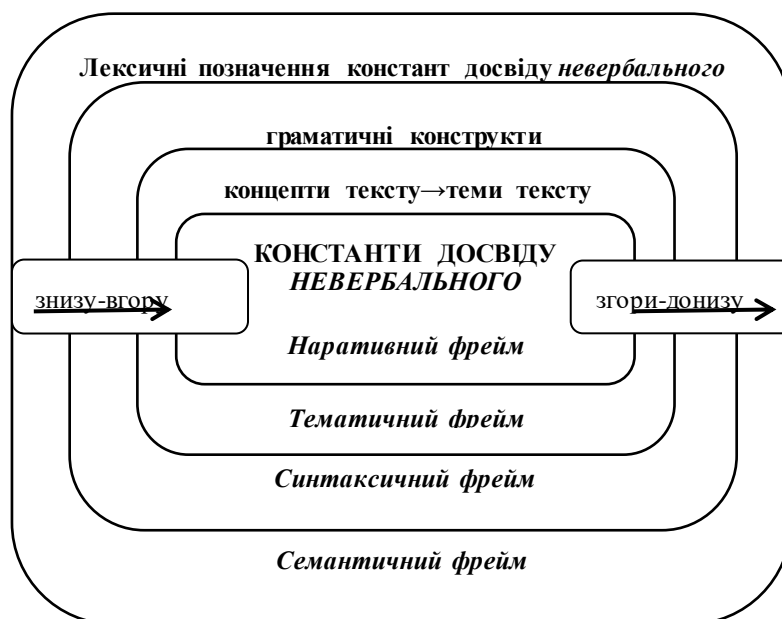 Лексичні позначення констант досвіду невербального
граматичні конструкти
концепти тексту→теми тексту
КОНСТАНТИ ДОСВІДУ
НЕВЕРБАЛЬНОГО
знизу-вгору
згори-донизу
Наративний фрейм
Тематичний фрейм
Синтаксичний фрейм
Семантичний фрейм